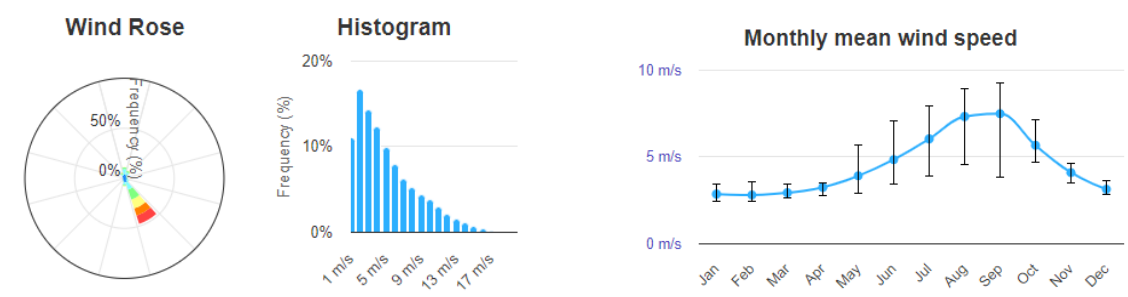 Wind Rose
Frequency (%)
50%
0%
Histogram
Frequency (%)
20%
10%
0%
1 m/s
5 m/s
9 m/s
13 m/s
17 m/s
Monthly mean wind speed
10 m/s
5 m/s
0 m/s
Jan
Feb
Mar
Apr
May
Jun
Jul
Aug
Sep
Oct
Nov
Dec